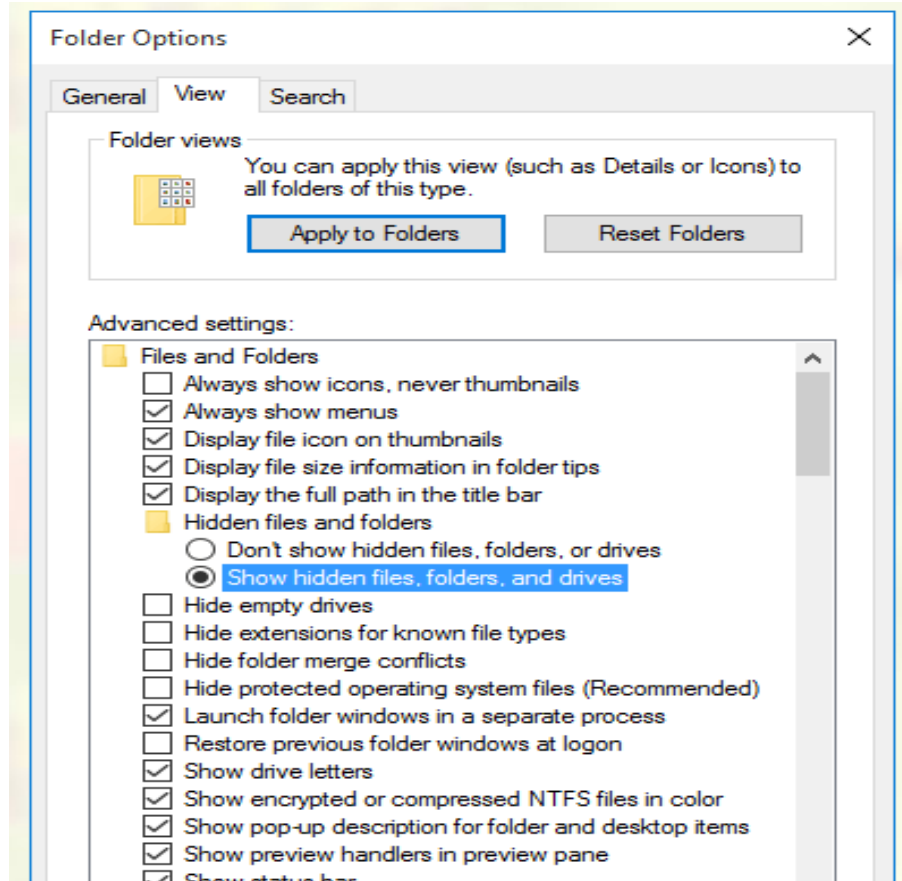 Folder Options
General View Search
Folder views
You can apply this view (such as Details or Icons) to
all folders of this type.
Apply to Folders Reset Folders
Advanced settings:
Files and Folders
Always show icons, never thumbnails
Always show menus
Display file icon on thumbnails
Display file size information in folder tips
Display the full path in the title bar
Hidden files and folders
Don't show hidden files, folders, or drives
Show hidden files, folders, and drives
Hide empty drives
Hide extensions for known file types
Hide folder merge conflicts
Hide protected operating system files (Recommended)
Launch folder windows in a separate process
Restore previous folder windows at logon
Show drive letters
Show encrypted or compressed NTFS files in color
Show pop-up description for folder and desktop items
Show preview handlers in preview pane
Show status bar